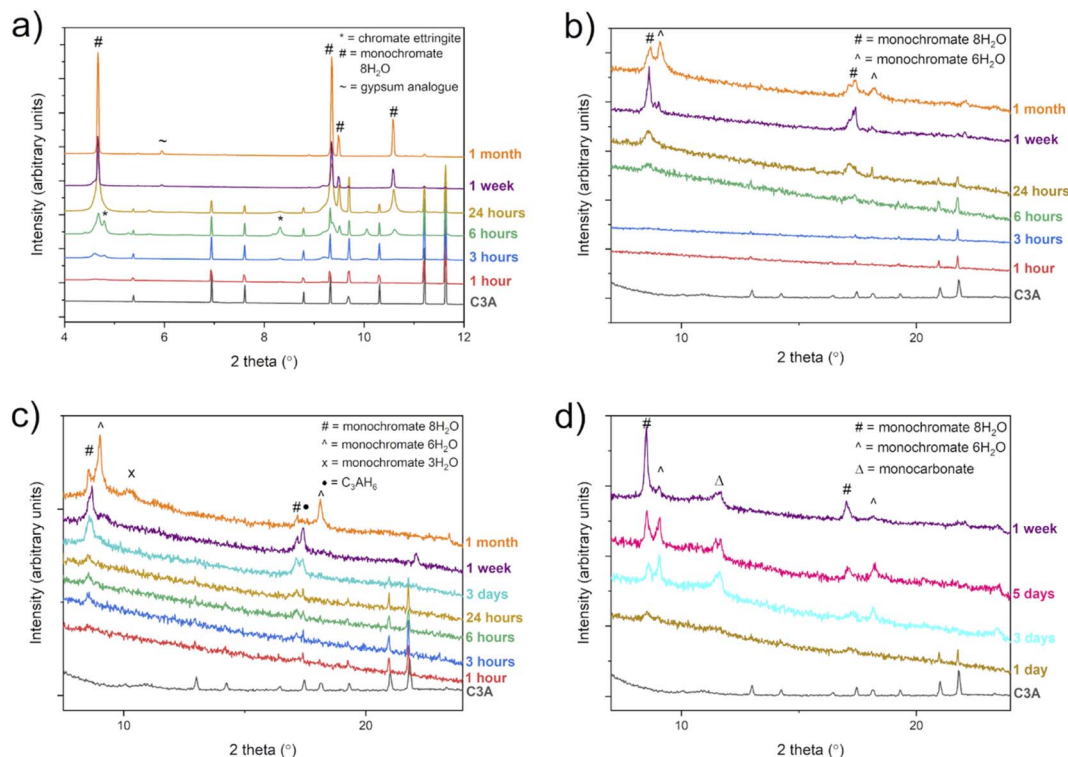 a)
Intensity (arbitrary units)
#
#
* = chromate ettringite
# = monochromate
8H₂O
~ = gypsum analogue
#
#
~
*
*
1 month
1 week
24 hours
6 hours
3 hours
1 hour
C3A
4 6 8 10 12
2 theta (°)
b)
Intensity (arbitrary units)
# ^
# = monochromate 8H₂O
^ = monochromate 6H₂O
# ^
1 month
1 week
24 hours
6 hours
3 hours
1 hour
C3A
10 20
2 theta (°)
c)
Intensity (arbitrary units)
# ^
x
# = monochromate 8H₂O
^ = monochromate 6H₂O
x = monochromate 3H₂O
• = C₃AH₆
# • ^
1 month
1 week
3 days
24 hours
6 hours
3 hours
1 hour
C3A
10 20
2 theta (°)
d)
Intensity (arbitrary units)
#
^
Δ
# = monochromate 8H₂O
^ = monochromate 6H₂O
Δ = monocarbonate
#
^
1 week
5 days
3 days
1 day
C3A
10 20
2 theta (°)